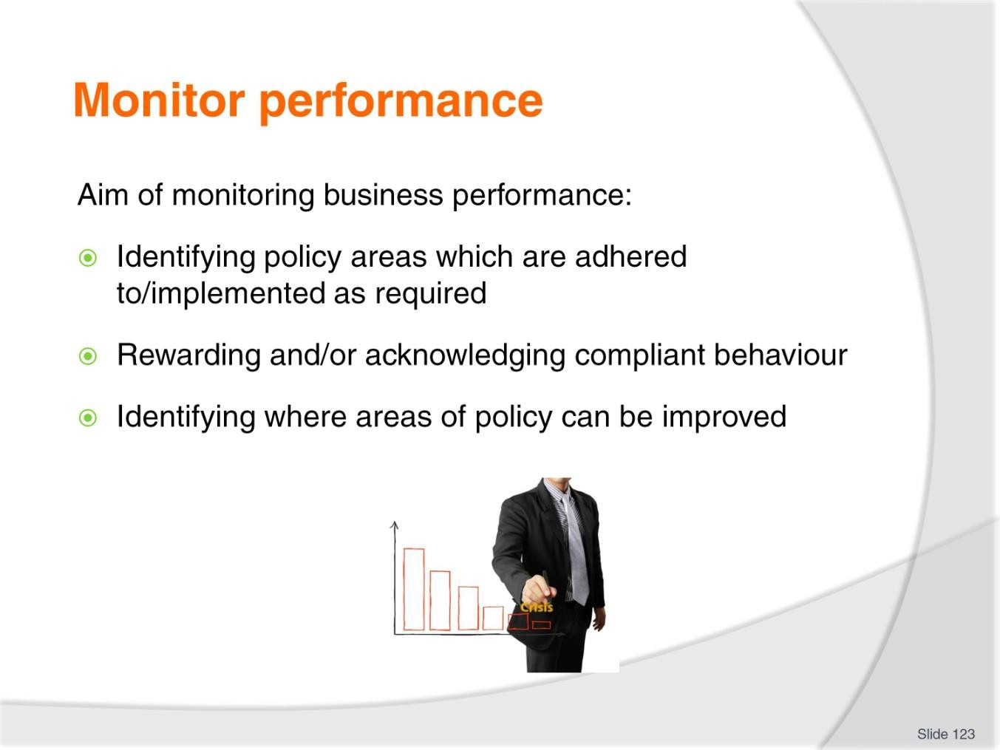 Monitor performance
Aim of monitoring business performance:
Identifying policy areas which are adhered
to/implemented as required
Rewarding and/or acknowledging compliant behaviour
Identifying where areas of policy can be improved
Crisis
Slide 123